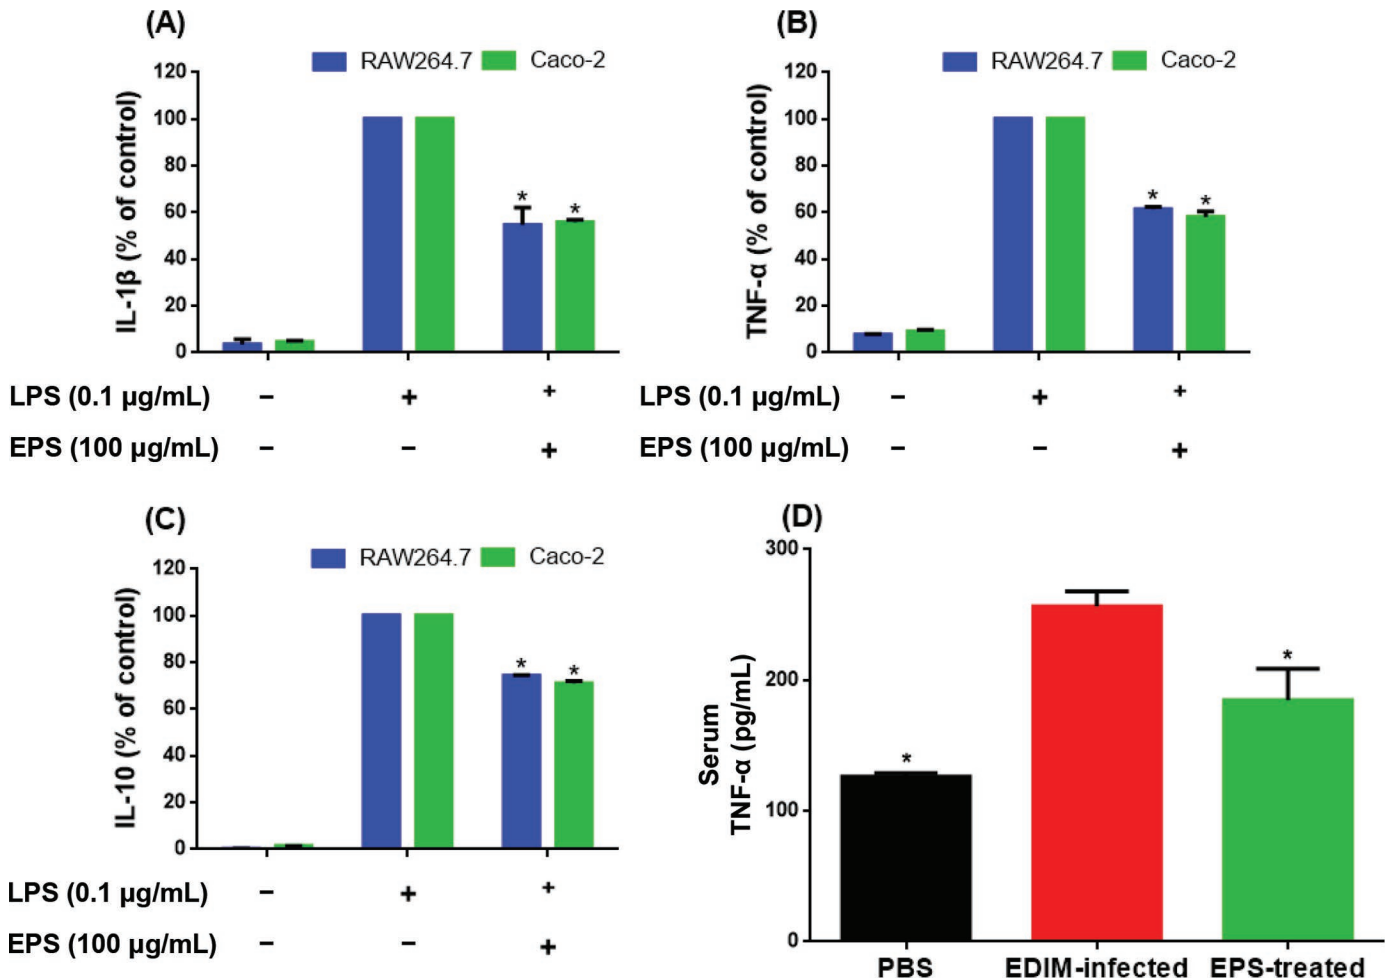 (A)
RAW264.7 Caco-2
IL-1β (% of control)
120
100
80
60
40
20
0
* *
LPS (0.1 µg/mL) – + +
EPS (100 µg/mL) – – +
(B)
RAW264.7 Caco-2
TNF-α (% of control)
120
100
80
60
40
20
0
* *
LPS (0.1 µg/mL) – + +
EPS (100 µg/mL) – – +
(C)
RAW264.7 Caco-2
IL-10 (% of control)
120
100
80
60
40
20
0
* *
LPS (0.1 µg/mL) – + +
EPS (100 µg/mL) – – +
(D)
Serum
TNF-α (pg/mL)
300
200
100
0
* *
PBS EDIM-infected EPS-treated